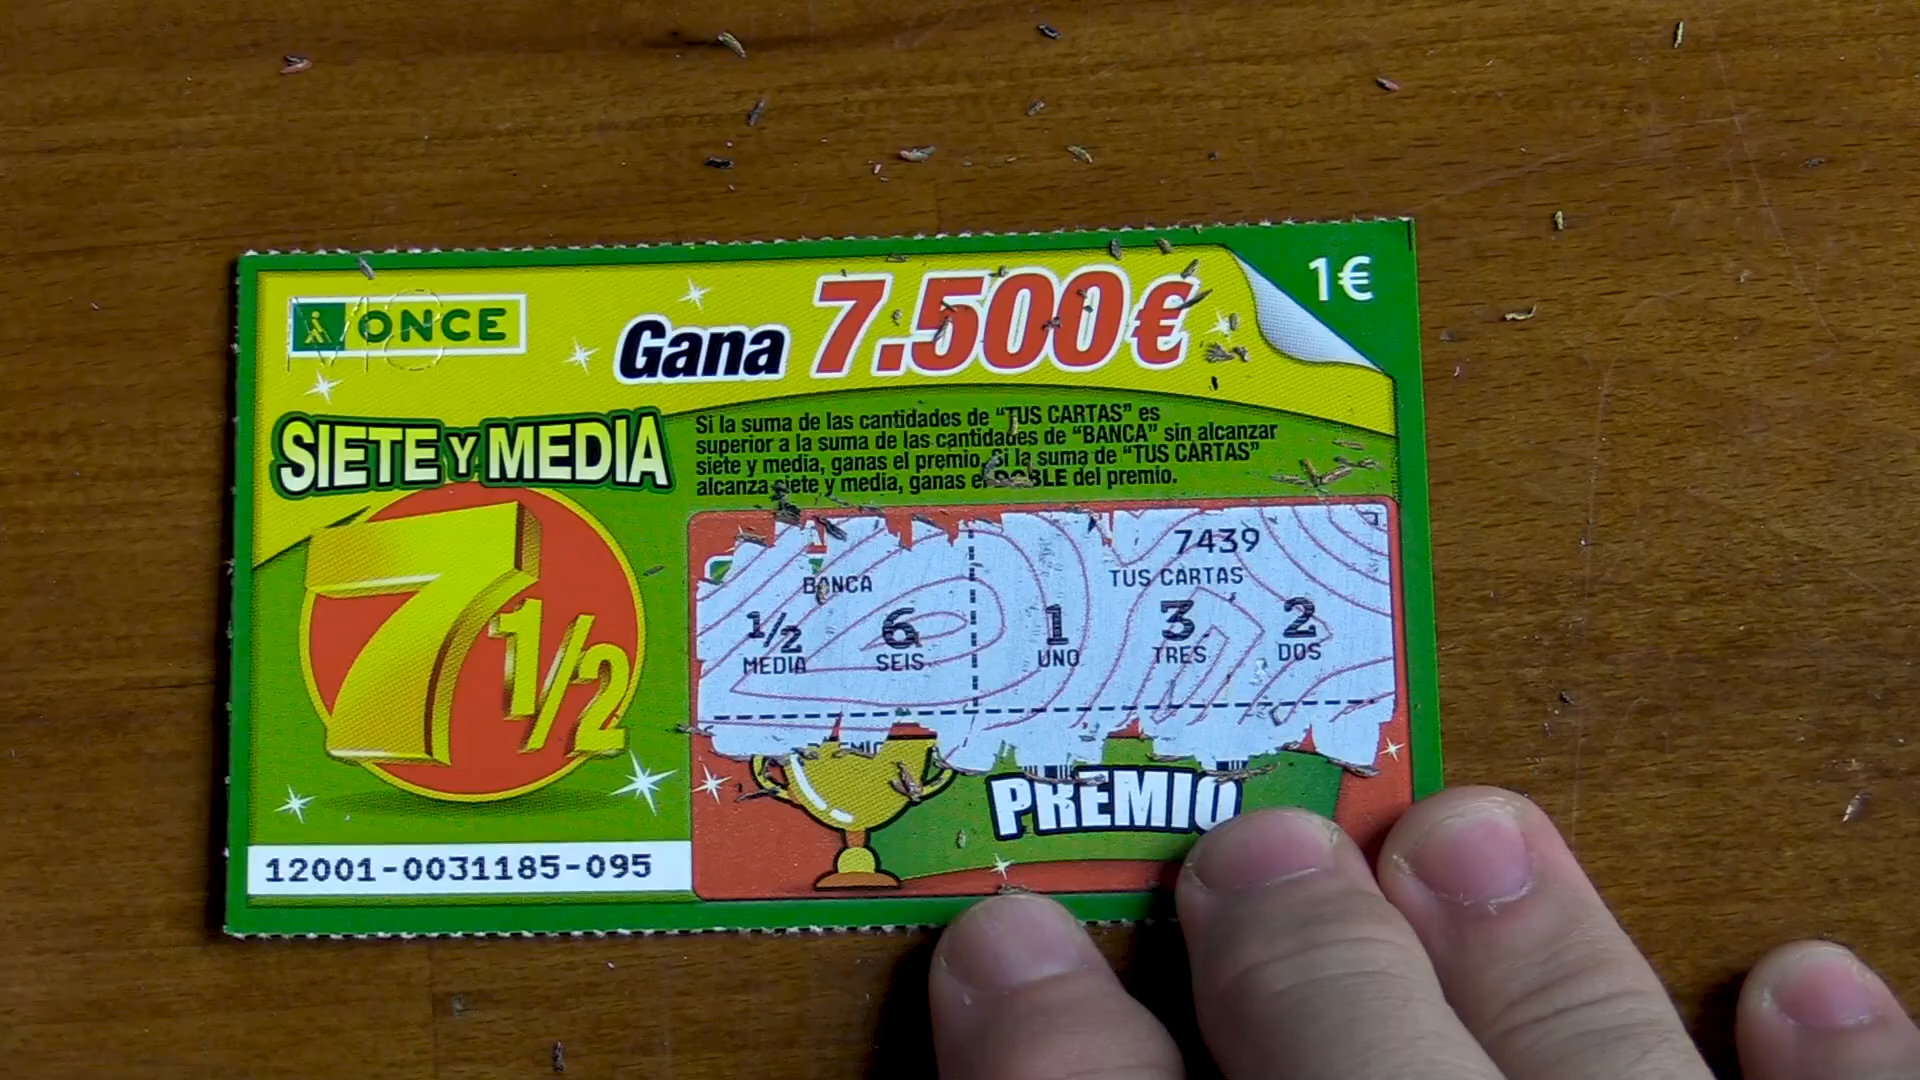 ONCE
Gana 7.500€
1€
SIETE Y MEDIA
Si la suma de las cantidades de “TUS CARTAS” es
superior a la suma de las cantidades de “BANCA” sin alcanzar
siete y media, ganas el premio. Si la suma de “TUS CARTAS”
alcanza siete y media, ganas el DOBLE del premio.
7 1/2
7439
BANCA
TUS CARTAS
1/2 6 1 3 2
MEDIA SEIS UNO TRES DOS
PREMIO
12001-0031185-095